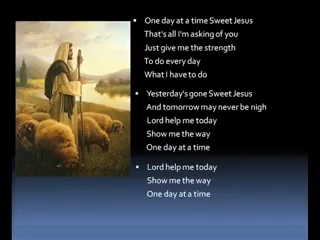 One day at a time Sweet Jesus
That's all I'm asking of you
Just give me the strength
To do every day
What I have to do
Yesterday's gone Sweet Jesus
And tomorrow may never be nigh
Lord help me today
Show me the way
One day at a time
Lord help me today
Show me the way
One day at a time